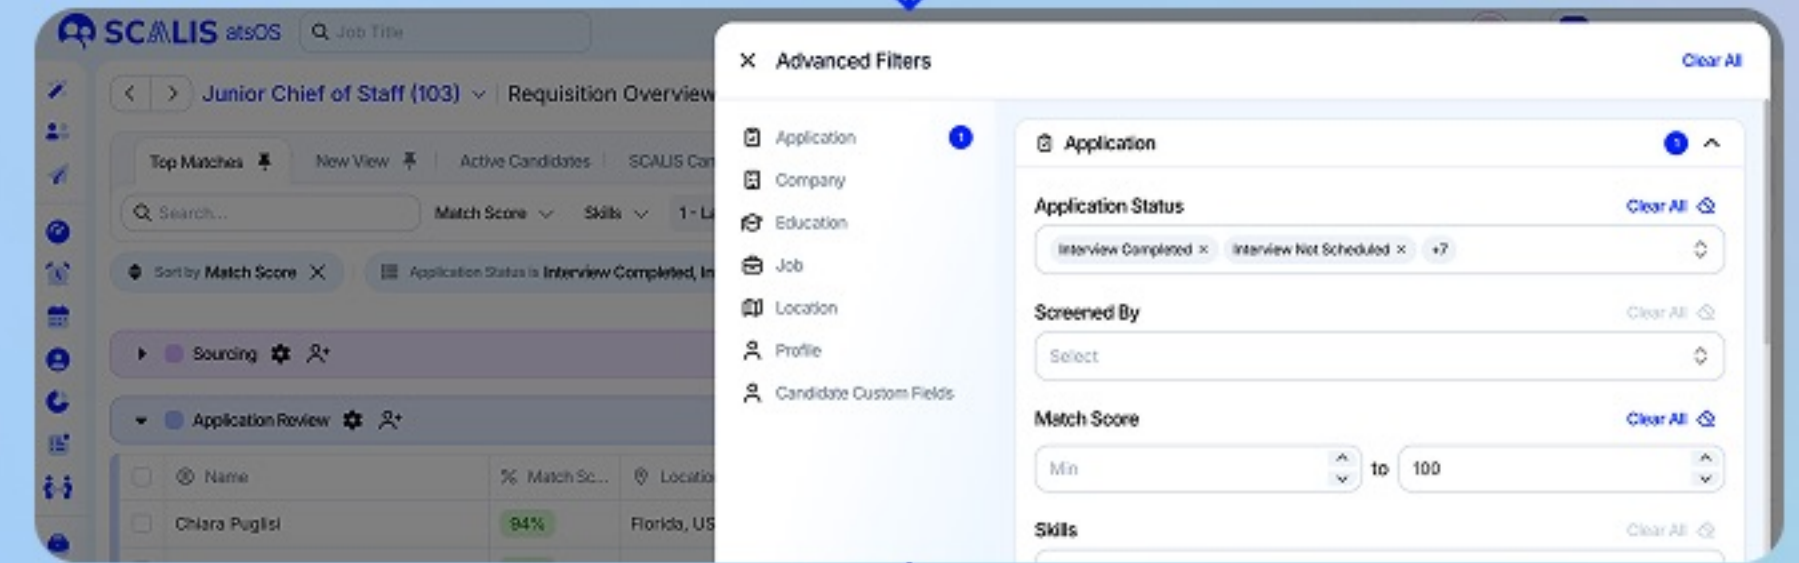 SCALIS atsOS
Job Title
Junior Chief of Staff (103)
Requisition Overview
Top Matches
New View
Active Candidates
SCALIS Can
Search...
Match Score
Skills
1 - La
Sort by Match Score
Application Status is Interview Completed, In
Sourcing
Application Review
Name
% Match Sc...
Locatio
Chiara Puglisi
94%
Florida, US
Advanced Filters
Clear All
Application
1
Company
Education
Job
Location
Profile
Candidate Custom Fields
Application
1
Application Status
Clear All
Interview Completed ×
Interview Not Scheduled ×
+7
Screened By
Clear All
Select
Match Score
Clear All
Min
to
100
Skills
Clear All